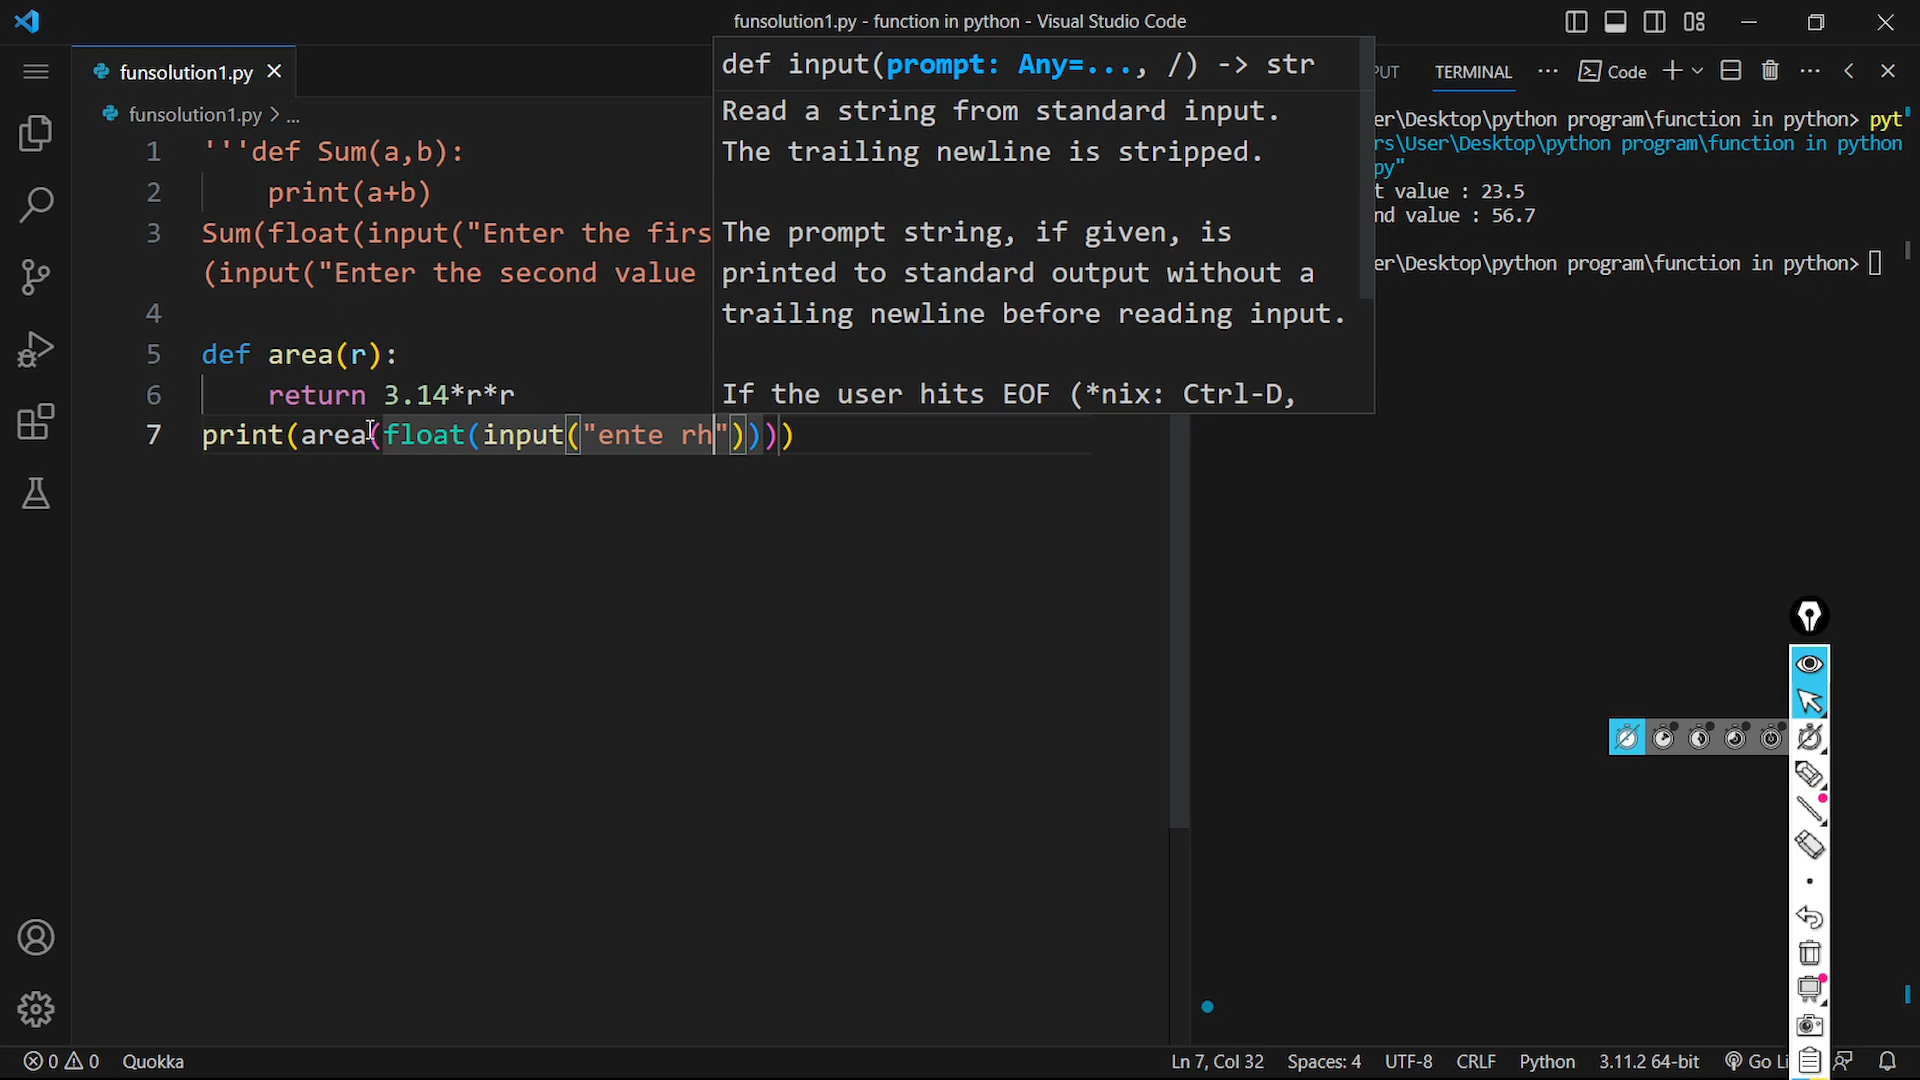 funsolution1.py - function in python - Visual Studio Code
funsolution1.py
funsolution1.py > ...
1 '''def Sum(a,b):
2 print(a+b)
3 Sum(float(input("Enter the firs
(input("Enter the second value
4
5 def area(r):
6 return 3.14*r*r
7 print(area(float(input("ente rh"))))
def input(prompt: Any=..., /) -> str
Read a string from standard input.
The trailing newline is stripped.
The prompt string, if given, is
printed to standard output without a
trailing newline before reading input.
If the user hits EOF (*nix: Ctrl-D,
PUT TERMINAL ... Code
er\Desktop\python program\function in python> pyt
rs\User\Desktop\python program\function in python
py"
t value : 23.5
nd value : 56.7
er\Desktop\python program\function in python>
0 0 Quokka
Ln 7, Col 32 Spaces: 4 UTF-8 CRLF Python 3.11.2 64-bit Go Li